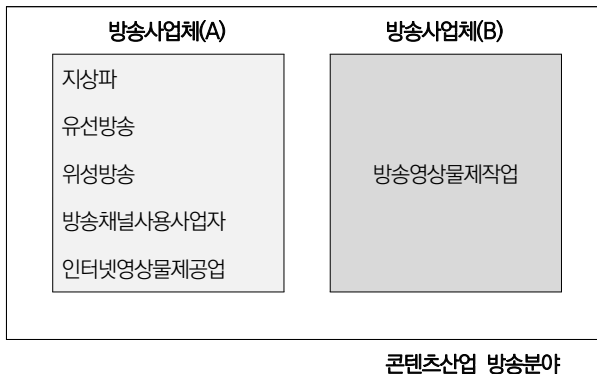 방송사업체(A)
지상파
유선방송
위성방송
방송채널사용사업자
인터넷영상물제공업
방송사업체(B)
방송영상물제작업
콘텐츠산업 방송분야